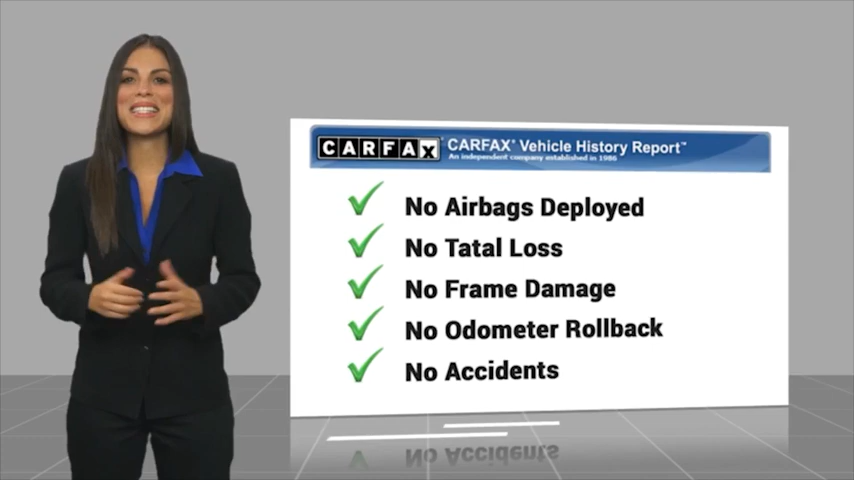 CARFAX CARFAX® Vehicle History Report™
An independent company established in 1986
No Airbags Deployed
No Tatal Loss
No Frame Damage
No Odometer Rollback
No Accidents
No Accidents